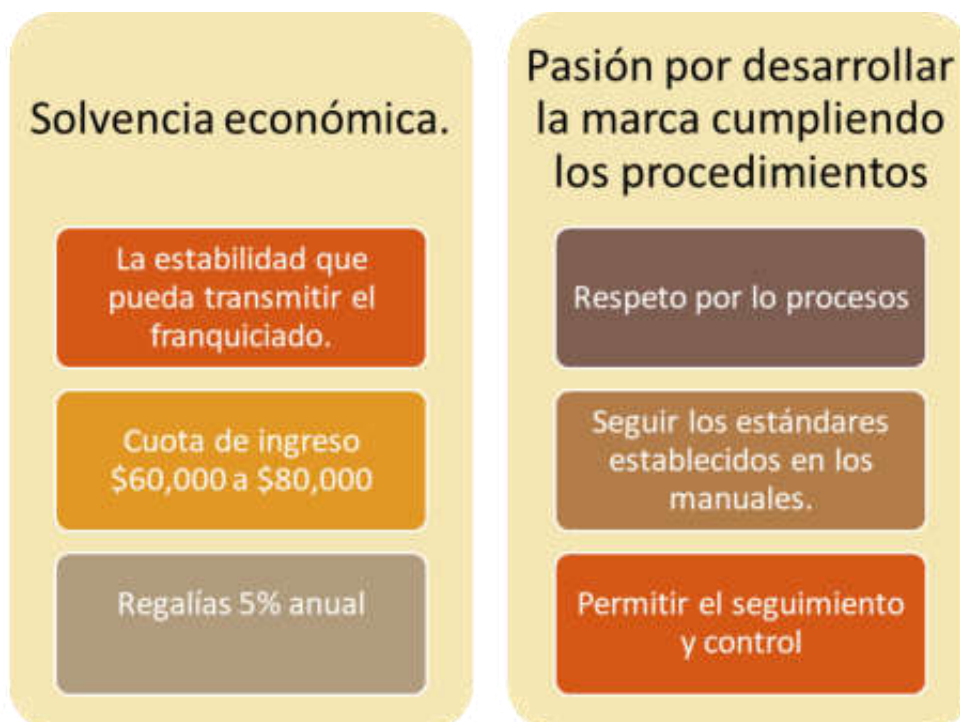 Solvencia económica.
La estabilidad que
pueda transmitir el
franquiciado.
Cuota de ingreso
$60,000 a $80,000
Regalías 5% anual
Pasión por desarrollar
la marca cumpliendo
los procedimientos
Respeto por lo procesos
Seguir los estándares
establecidos en los
manuales.
Permitir el seguimiento
y control